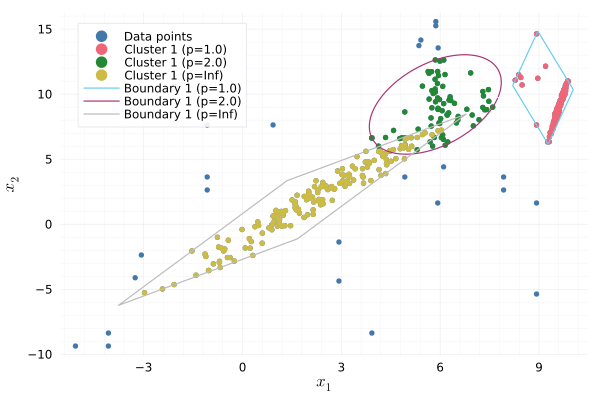 15
10
5
0
−5
−10
x₂
Data points
Cluster 1 (p=1.0)
Cluster 1 (p=2.0)
Cluster 1 (p=Inf)
Boundary 1 (p=1.0)
Boundary 1 (p=2.0)
Boundary 1 (p=Inf)
−3 0 3 6 9
x₁